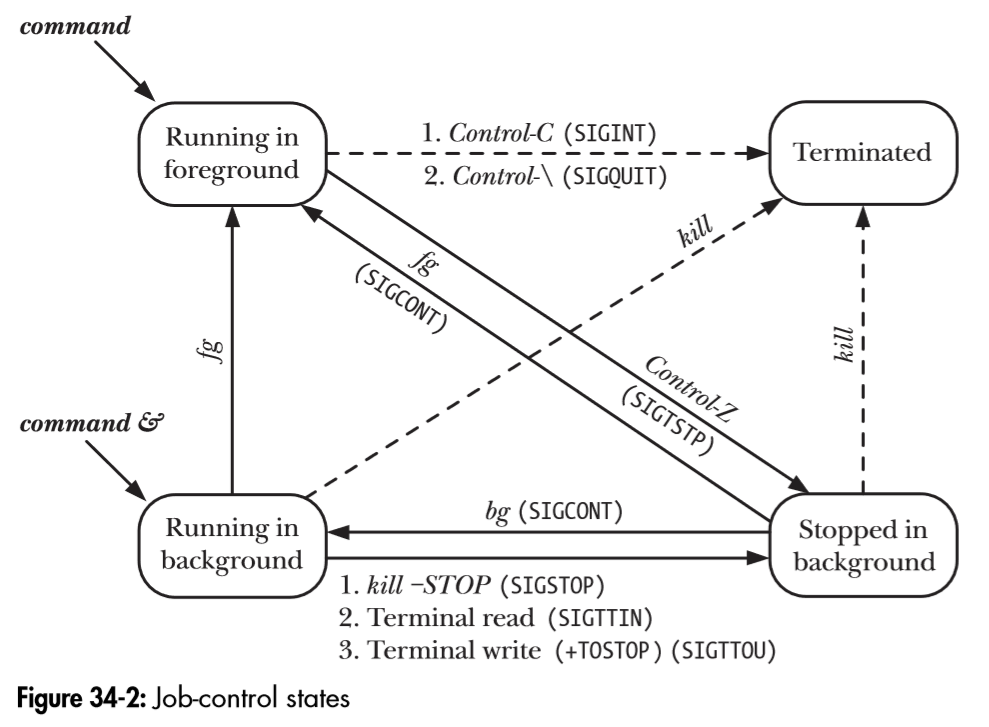 command
Running in
foreground
1. Control-C (SIGINT)
2. Control-\ (SIGQUIT)
Terminated
kill
fg
(SIGCONT)
fg
kill
Control-Z
(SIGTSTP)
command &
Running in
background
bg (SIGCONT)
Stopped in
background
1. kill –STOP (SIGSTOP)
2. Terminal read (SIGTTIN)
3. Terminal write (+TOSTOP) (SIGTTOU)
Figure 34-2: Job-control states